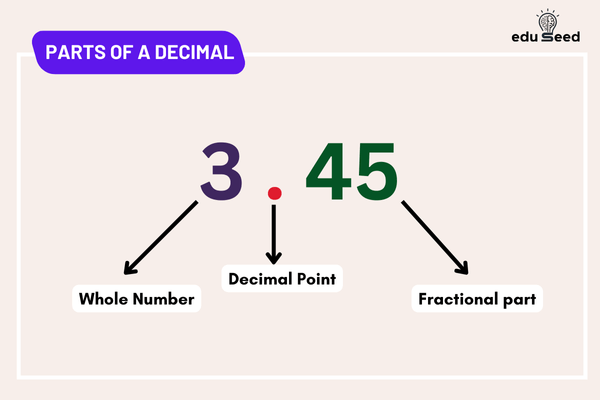 edu Seed
PARTS OF A DECIMAL
3 . 45
Decimal Point
Whole Number
Fractional part